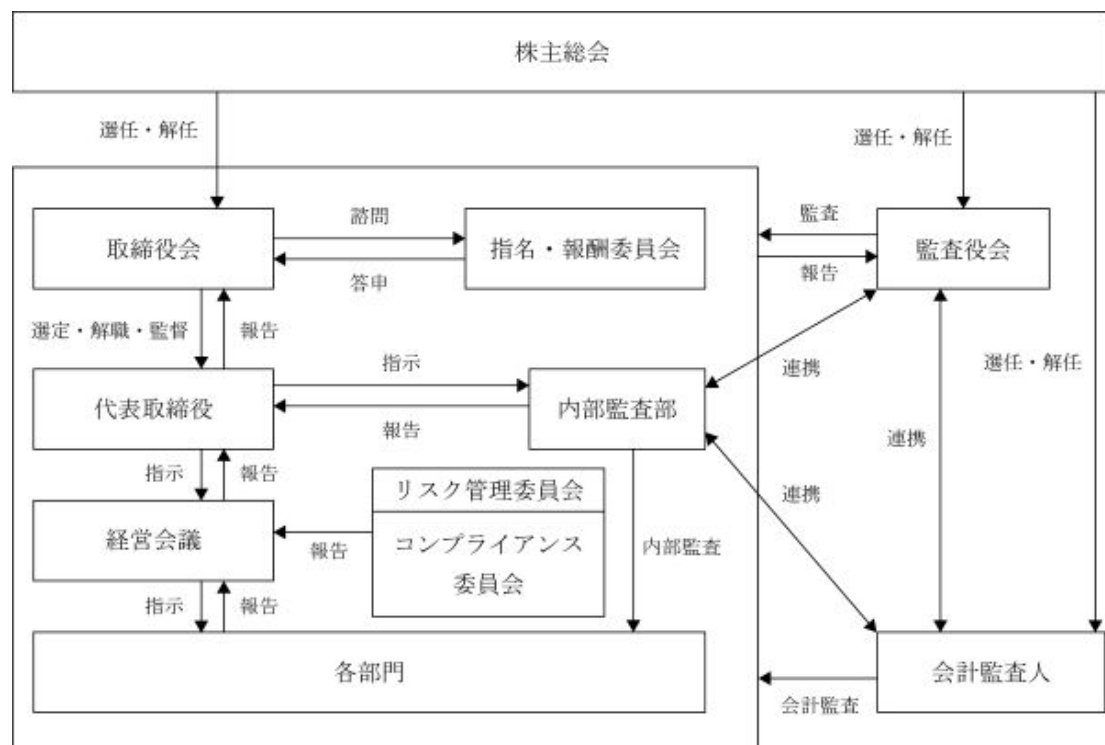 株主総会
選任・解任
選任・解任
取締役会
諮問
答申
指名・報酬委員会
監査
報告
監査役会
選定・解職・監督
報告
選任・解任
代表取締役
指示
報告
内部監査部
連携
連携
指示
報告
リスク管理委員会
連携
経営会議
報告
コンプライアンス
委員会
内部監査
指示
報告
各部門
会計監査人
会計監査